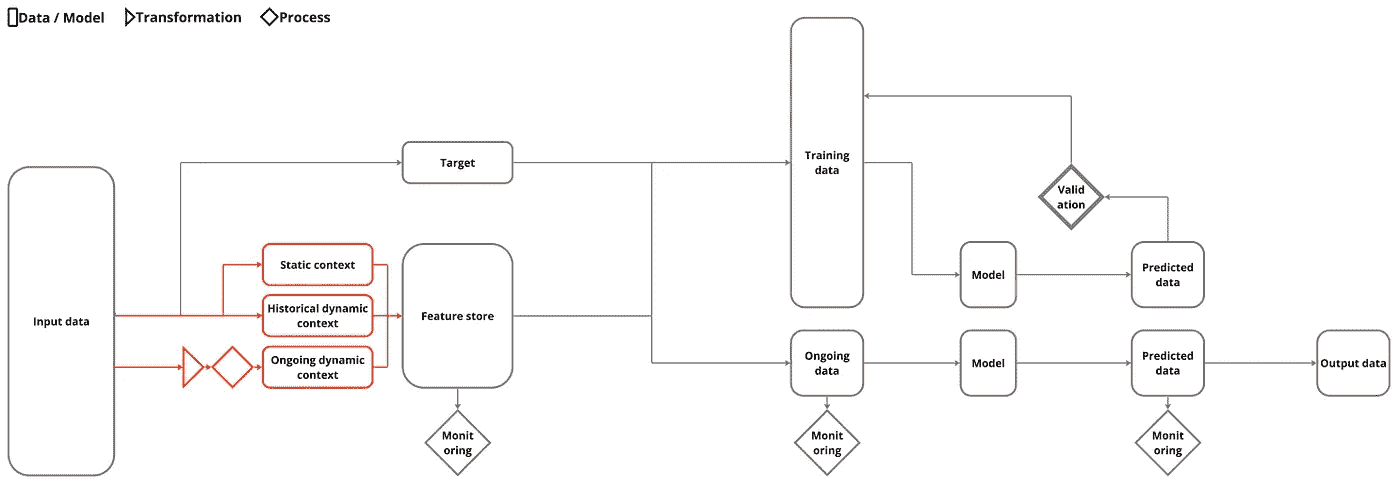 Data / Model
Transformation
Process
Input data
Target
Static context
Historical dynamic
context
Ongoing dynamic
context
Feature store
Monit
oring
Training
data
Valid
ation
Model
Predicted
data
Ongoing
data
Model
Predicted
data
Output data
Monit
oring
Monit
oring